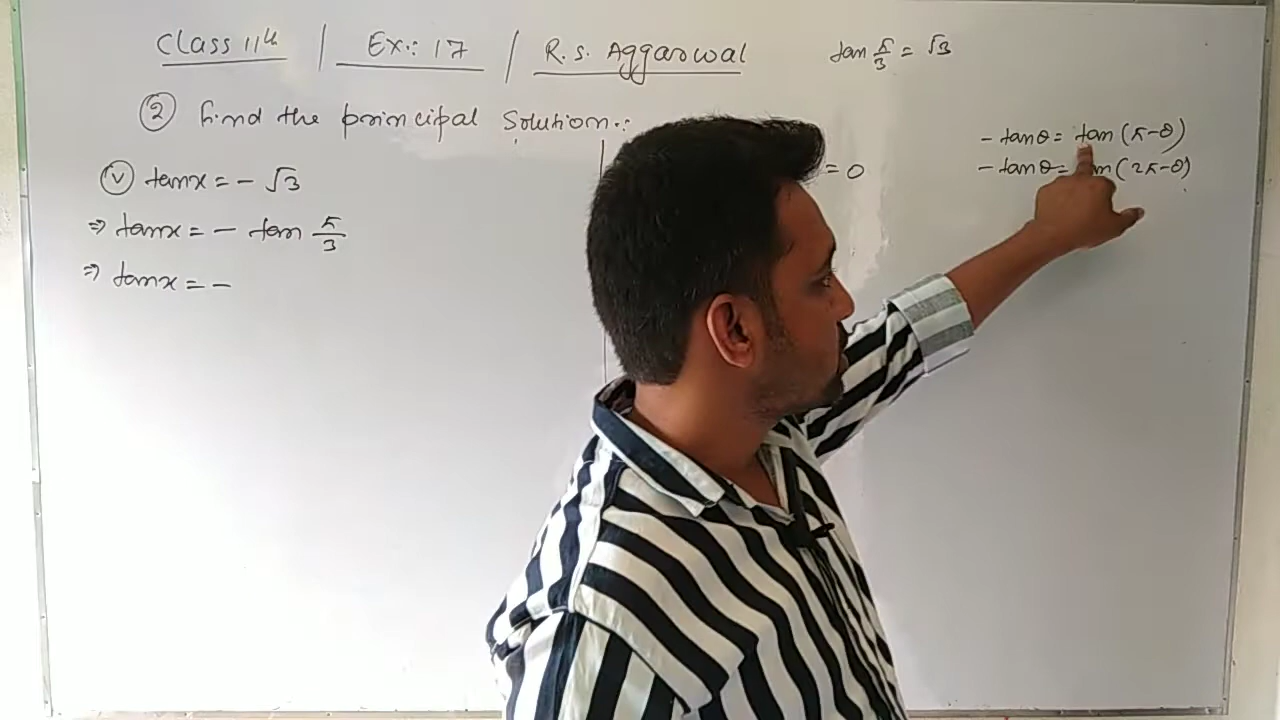 Class 11th / Ex.: 17 / R. S. Aggarwal
tan π/3 = √3
② find the principal Solution.:
(v) tanx = - √3
⇒ tanx = - tan π/3
⇒ tanx = -
= 0
- tanθ = tan (π-θ)
- tanθ = tan (2π-θ)